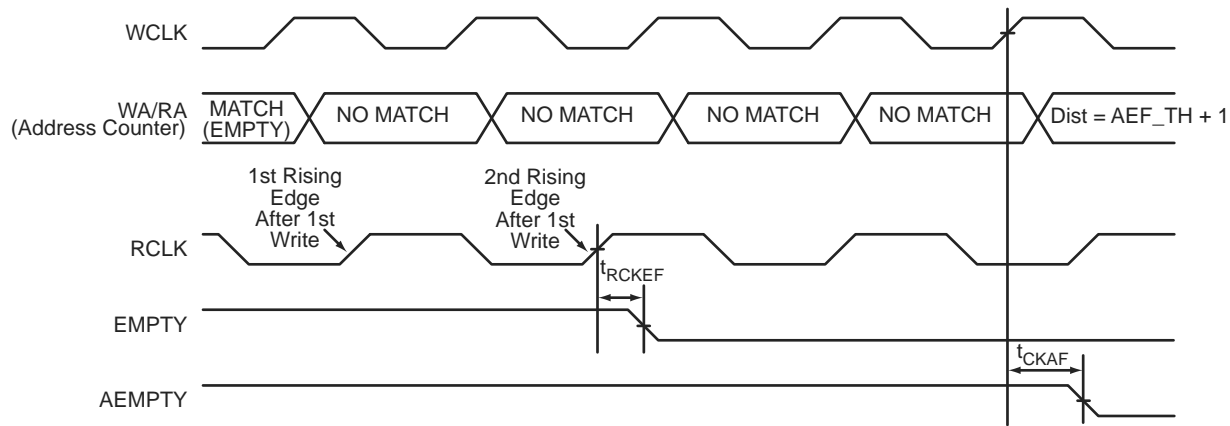 WCLK
WA/RA
(Address Counter)
MATCH
(EMPTY)
NO MATCH
NO MATCH
NO MATCH
NO MATCH
Dist = AEF_TH + 1
1st Rising
Edge
After 1st
Write
2nd Rising
Edge
After 1st
Write
RCLK
tRCKEF
EMPTY
tCKAF
AEMPTY